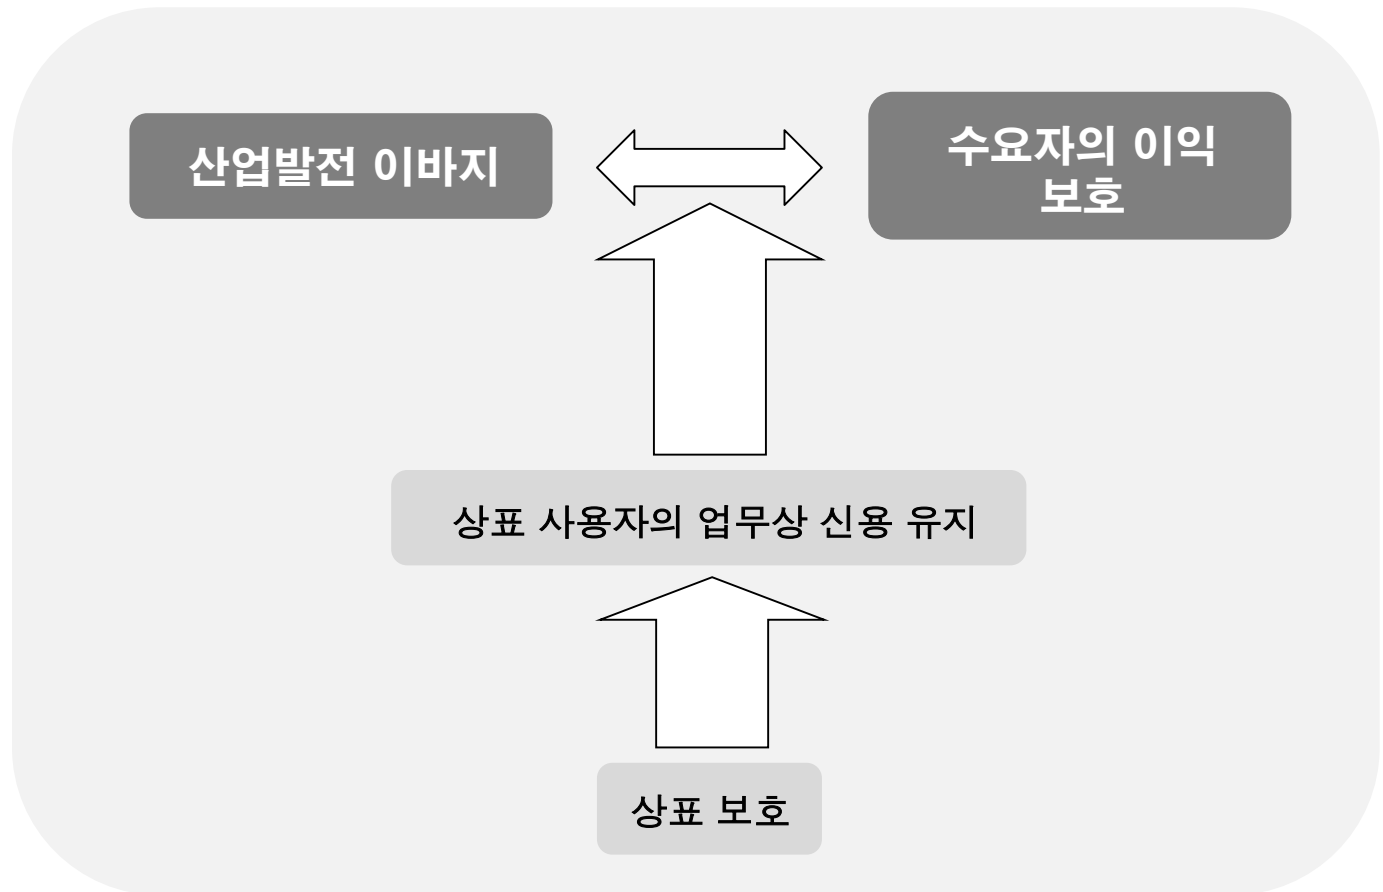 산업발전 이바지
수요자의 이익
보호
상표 사용자의 업무상 신용 유지
상표 보호